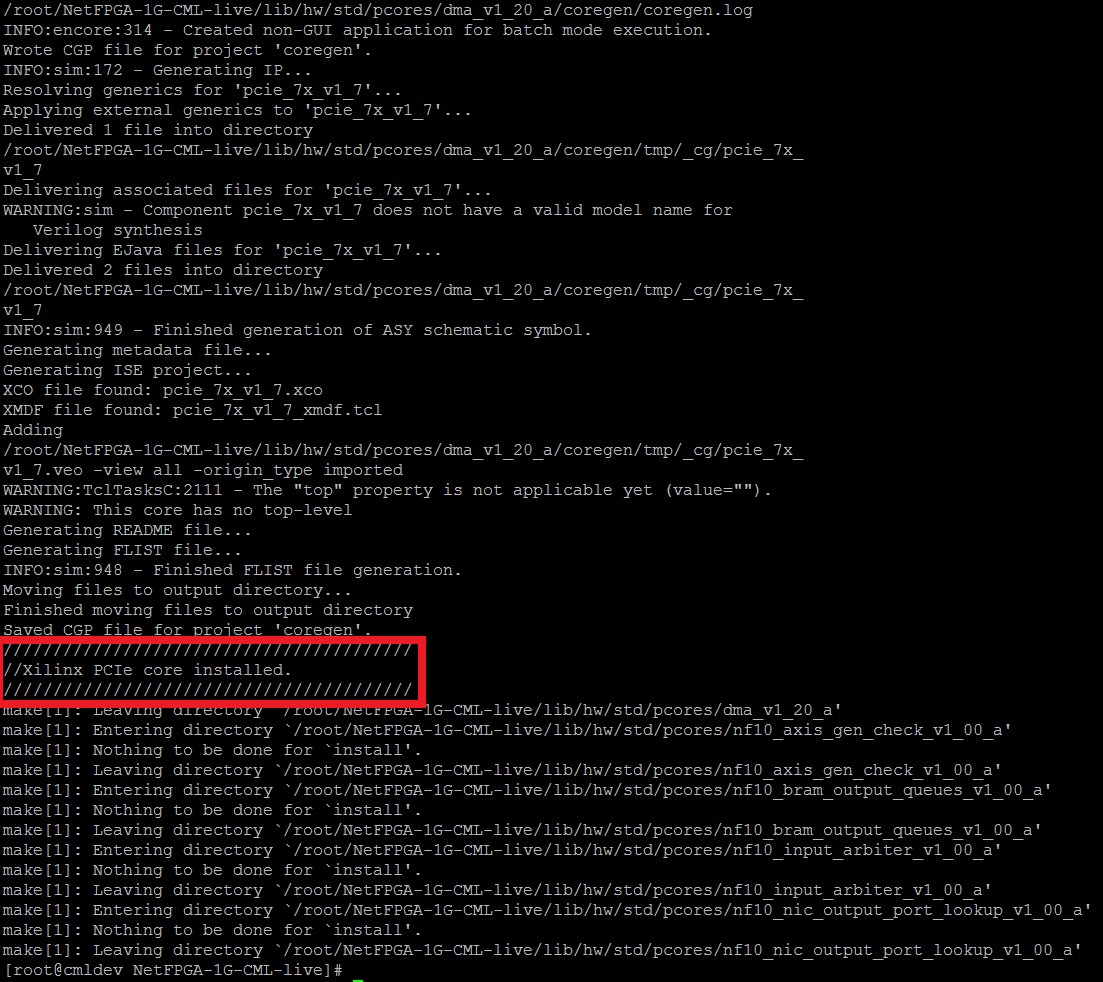 /root/NetFPGA-1G-CML-live/lib/hw/std/pcores/dma_v1_20_a/coregen/coregen.log
INFO:encore:314 - Created non-GUI application for batch mode execution.
Wrote CGP file for project 'coregen'.
INFO:sim:172 - Generating IP...
Resolving generics for 'pcie_7x_v1_7'...
Applying external generics to 'pcie_7x_v1_7'...
Delivered 1 file into directory
/root/NetFPGA-1G-CML-live/lib/hw/std/pcores/dma_v1_20_a/coregen/tmp/_cg/pcie_7x_
v1_7
Delivering associated files for 'pcie_7x_v1_7'...
WARNING:sim - Component pcie_7x_v1_7 does not have a valid model name for
   Verilog synthesis
Delivering EJava files for 'pcie_7x_v1_7'...
Delivered 2 files into directory
/root/NetFPGA-1G-CML-live/lib/hw/std/pcores/dma_v1_20_a/coregen/tmp/_cg/pcie_7x_
v1_7
INFO:sim:949 - Finished generation of ASY schematic symbol.
Generating metadata file...
Generating ISE project...
XCO file found: pcie_7x_v1_7.xco
XMDF file found: pcie_7x_v1_7_xmdf.tcl
Adding
/root/NetFPGA-1G-CML-live/lib/hw/std/pcores/dma_v1_20_a/coregen/tmp/_cg/pcie_7x_
v1_7.veo -view all -origin_type imported
WARNING:TclTasksC:2111 - The "top" property is not applicable yet (value="").
WARNING: This core has no top-level
Generating README file...
Generating FLIST file...
INFO:sim:948 - Finished FLIST file generation.
Moving files to output directory...
Finished moving files to output directory
Saved CGP file for project 'coregen'.
/////////////////////////////////////////
//Xilinx PCIe core installed.
/////////////////////////////////////////
make[1]: Leaving directory `/root/NetFPGA-1G-CML-live/lib/hw/std/pcores/dma_v1_20_a'
make[1]: Entering directory `/root/NetFPGA-1G-CML-live/lib/hw/std/pcores/nf10_axis_gen_check_v1_00_a'
make[1]: Nothing to be done for `install'.
make[1]: Leaving directory `/root/NetFPGA-1G-CML-live/lib/hw/std/pcores/nf10_axis_gen_check_v1_00_a'
make[1]: Entering directory `/root/NetFPGA-1G-CML-live/lib/hw/std/pcores/nf10_bram_output_queues_v1_00_a'
make[1]: Nothing to be done for `install'.
make[1]: Leaving directory `/root/NetFPGA-1G-CML-live/lib/hw/std/pcores/nf10_bram_output_queues_v1_00_a'
make[1]: Entering directory `/root/NetFPGA-1G-CML-live/lib/hw/std/pcores/nf10_input_arbiter_v1_00_a'
make[1]: Nothing to be done for `install'.
make[1]: Leaving directory `/root/NetFPGA-1G-CML-live/lib/hw/std/pcores/nf10_input_arbiter_v1_00_a'
make[1]: Entering directory `/root/NetFPGA-1G-CML-live/lib/hw/std/pcores/nf10_nic_output_port_lookup_v1_00_a'
make[1]: Nothing to be done for `install'.
make[1]: Leaving directory `/root/NetFPGA-1G-CML-live/lib/hw/std/pcores/nf10_nic_output_port_lookup_v1_00_a'
[root@cmldev NetFPGA-1G-CML-live]#